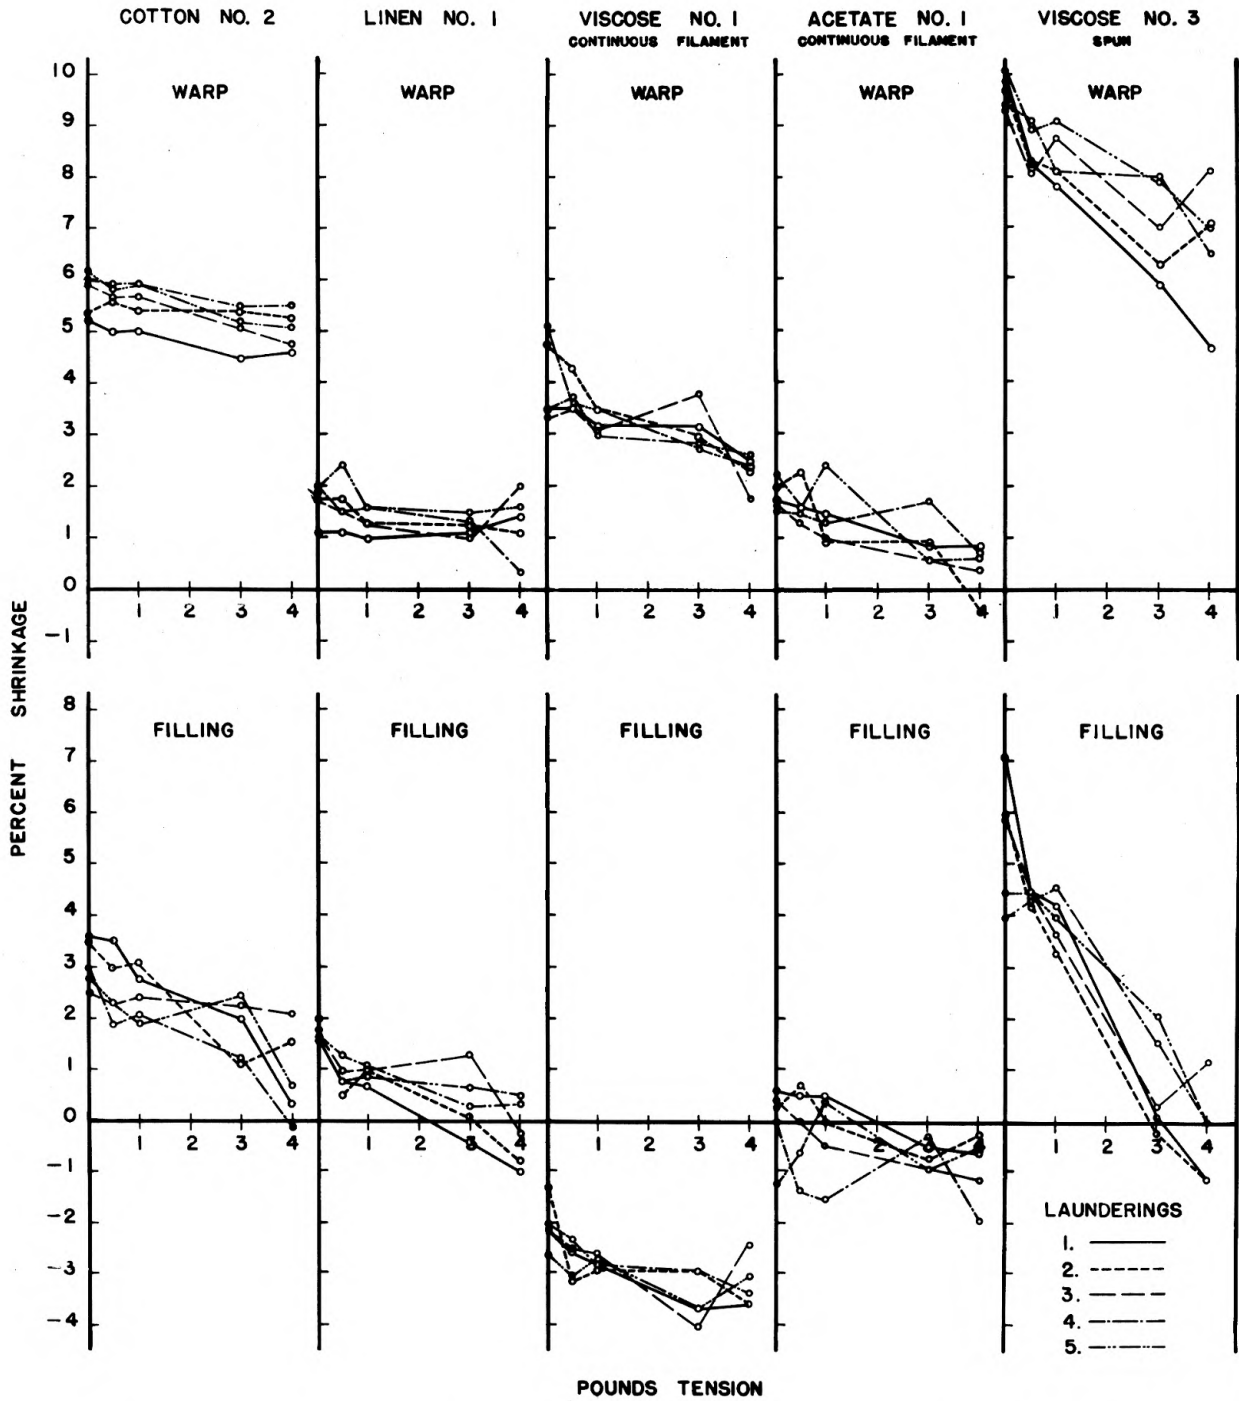 COTTON NO. 2
LINEN NO. 1
VISCOSE NO. 1
CONTINUOUS FILAMENT
ACETATE NO. 1
CONTINUOUS FILAMENT
VISCOSE NO. 3
SPUN
WARP WARP WARP WARP WARP
10
9
8
7
6
5
4
3
2
1
0
-1
1 2 3 4 1 2 3 4 1 2 3 4 1 2 3 4 1 2 3 4
PERCENT SHRINKAGE
FILLING FILLING FILLING FILLING FILLING
8
7
6
5
4
3
2
1
0
-1
-2
-3
-4
1 2 3 4 1 2 3 4 1 2 3 4 1 2 3 4 1 2 3 4
LAUNDERINGS
1.
2.
3.
4.
5.
POUNDS TENSION